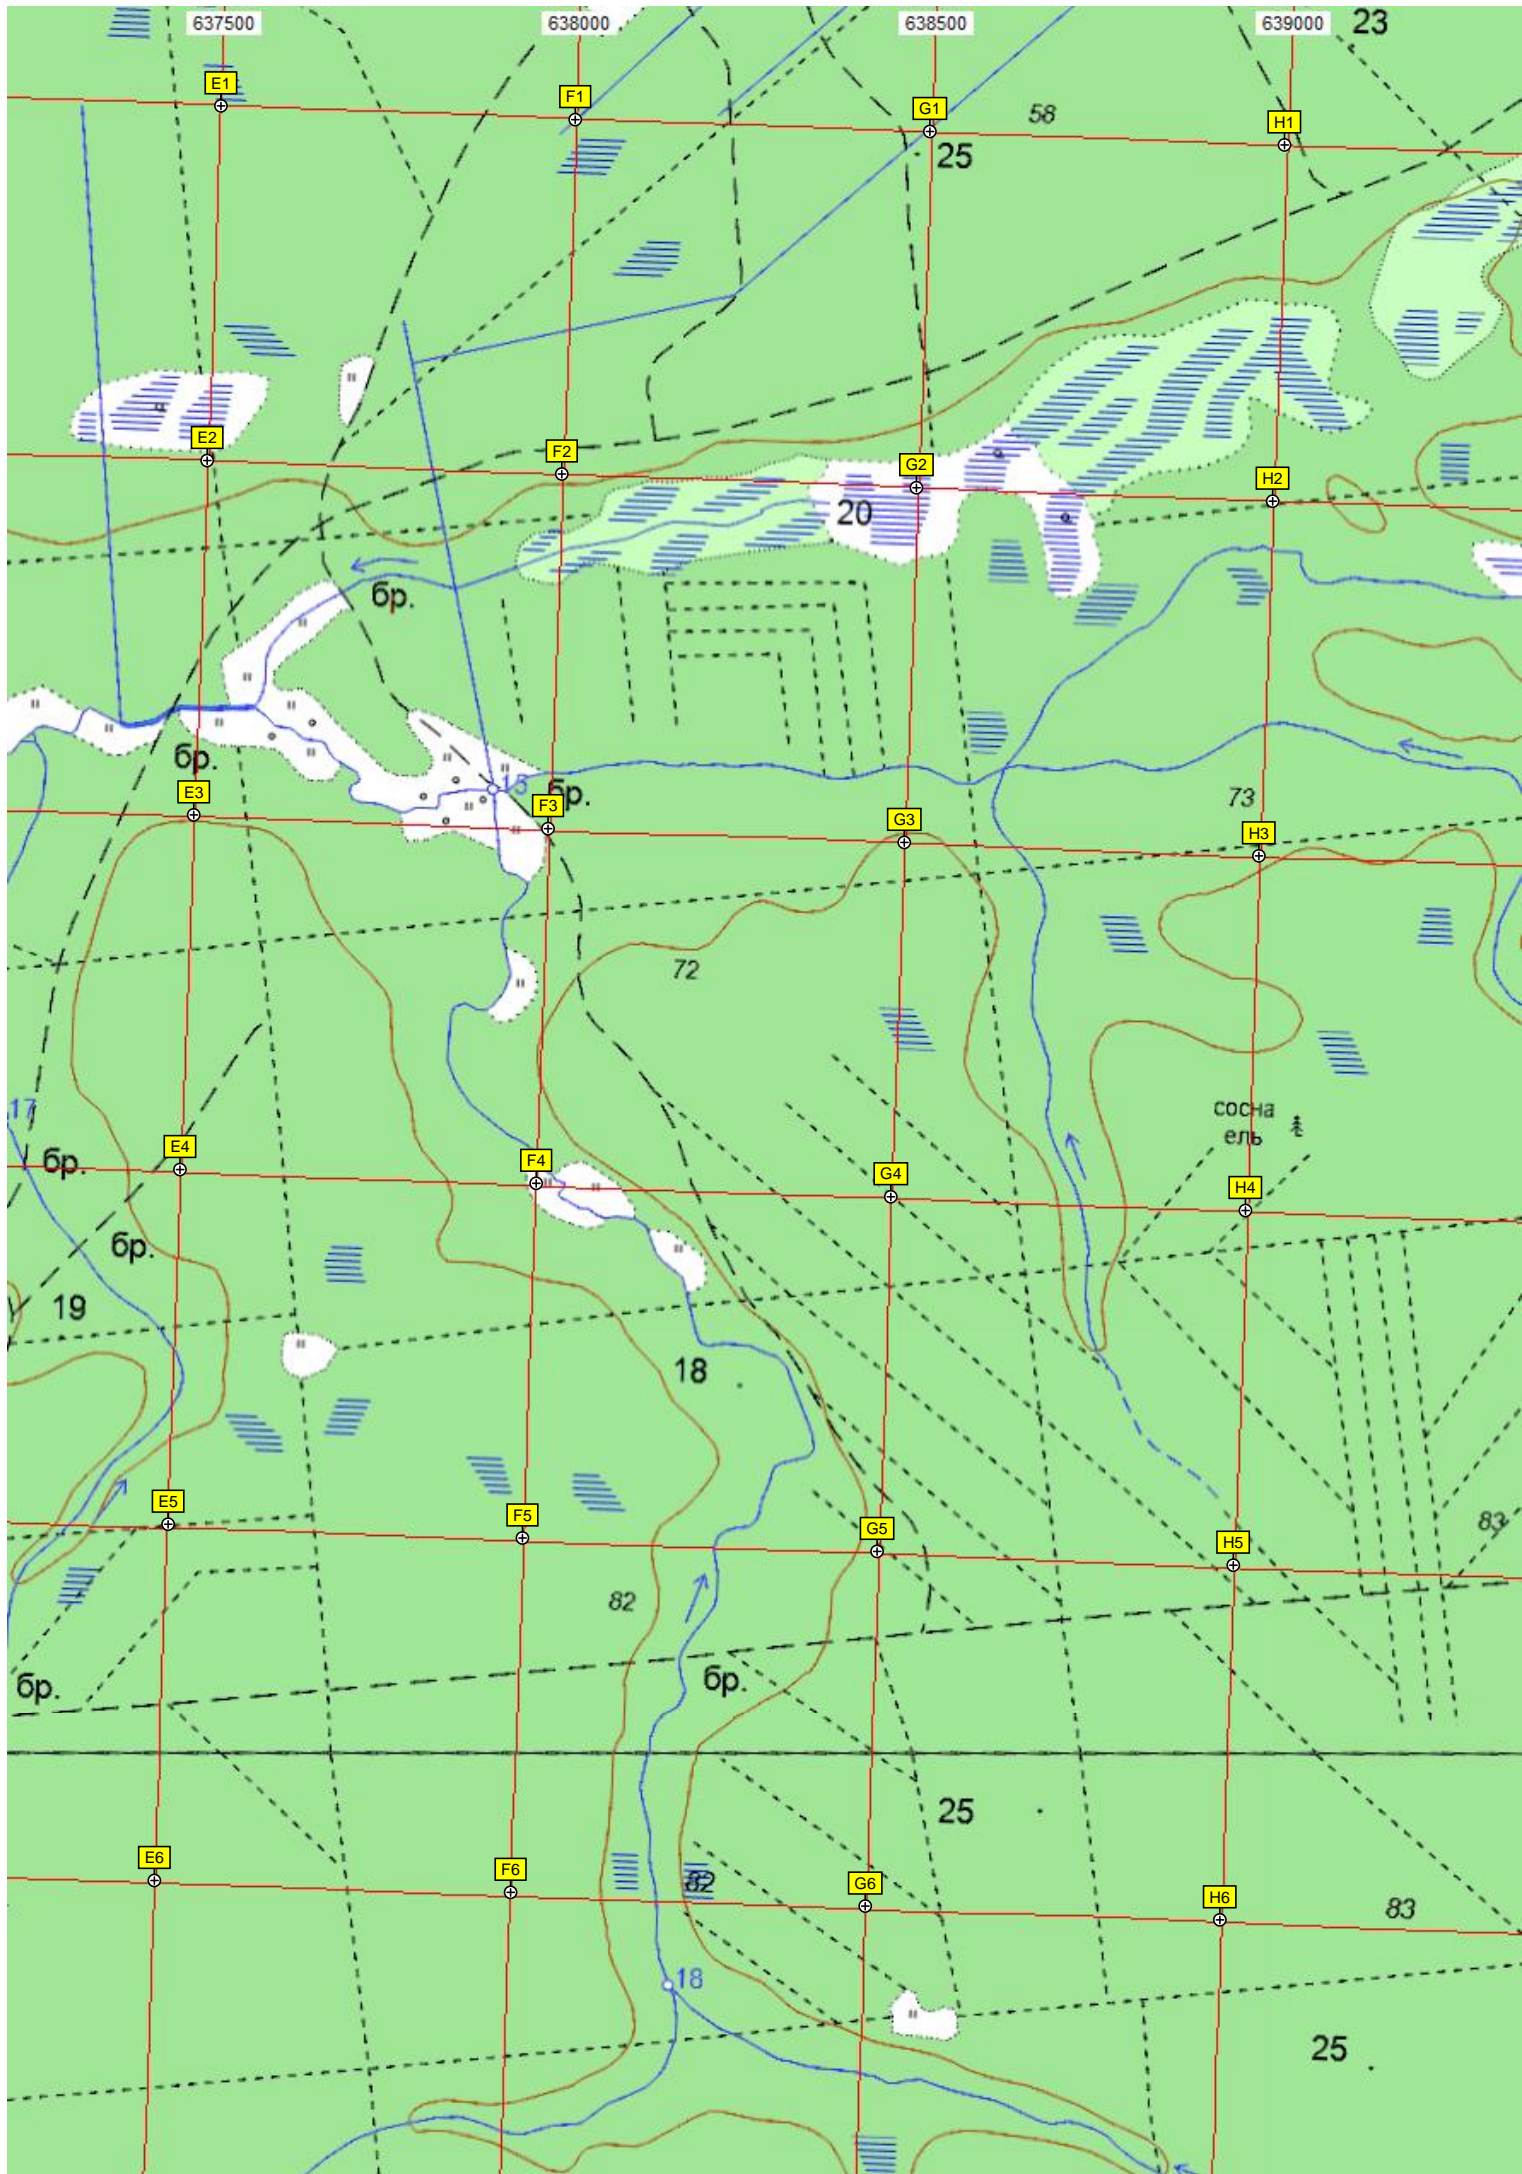 637500 638000 638500 639000 23
E1 F1 G1 58 H1
25
E2 F2 G2 H2
20
бр.
бр.
15 бр.
E3 F3 G3 73 H3
72
17
сосна
ель
бр. E4 F4 G4 H4
бр.
19
18
E5 F5 G5 H5 83
82
бр. бр.
25
E6 F6 82 G6 H6 83
18
25